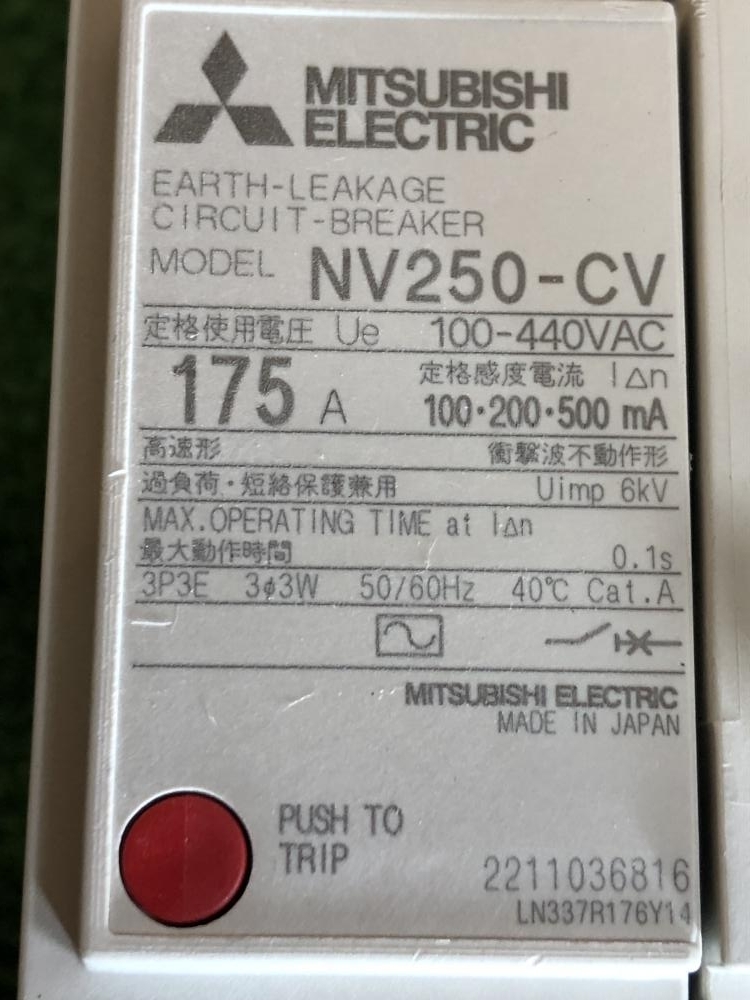 MITSUBISHI
ELECTRIC
EARTH-LEAKAGE
CIRCUIT-BREAKER
MODEL NV250-CV
定格使用電圧 Ue 100-440VAC
175 A 定格感度電流 I△n
100・200・500 mA
高速形 衝撃波不動作形
過負荷・短絡保護兼用 Uimp 6kV
MAX.OPERATING TIME at I△n
最大動作時間 0.1s
3P3E 3φ3W 50/60Hz 40℃ Cat.A
MITSUBISHI ELECTRIC
MADE IN JAPAN
PUSH TO
TRIP
2211036816
LN337R176Y14